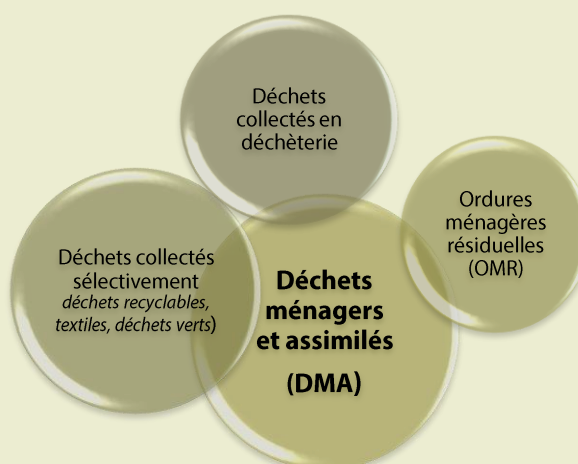 Déchets
collectés en
déchèterie
Ordures
ménagères
résiduelles
(OMR)
Déchets collectés
sélectivement
déchets recyclables,
textiles, déchets verts)
Déchets
ménagers
et assimilés
(DMA)